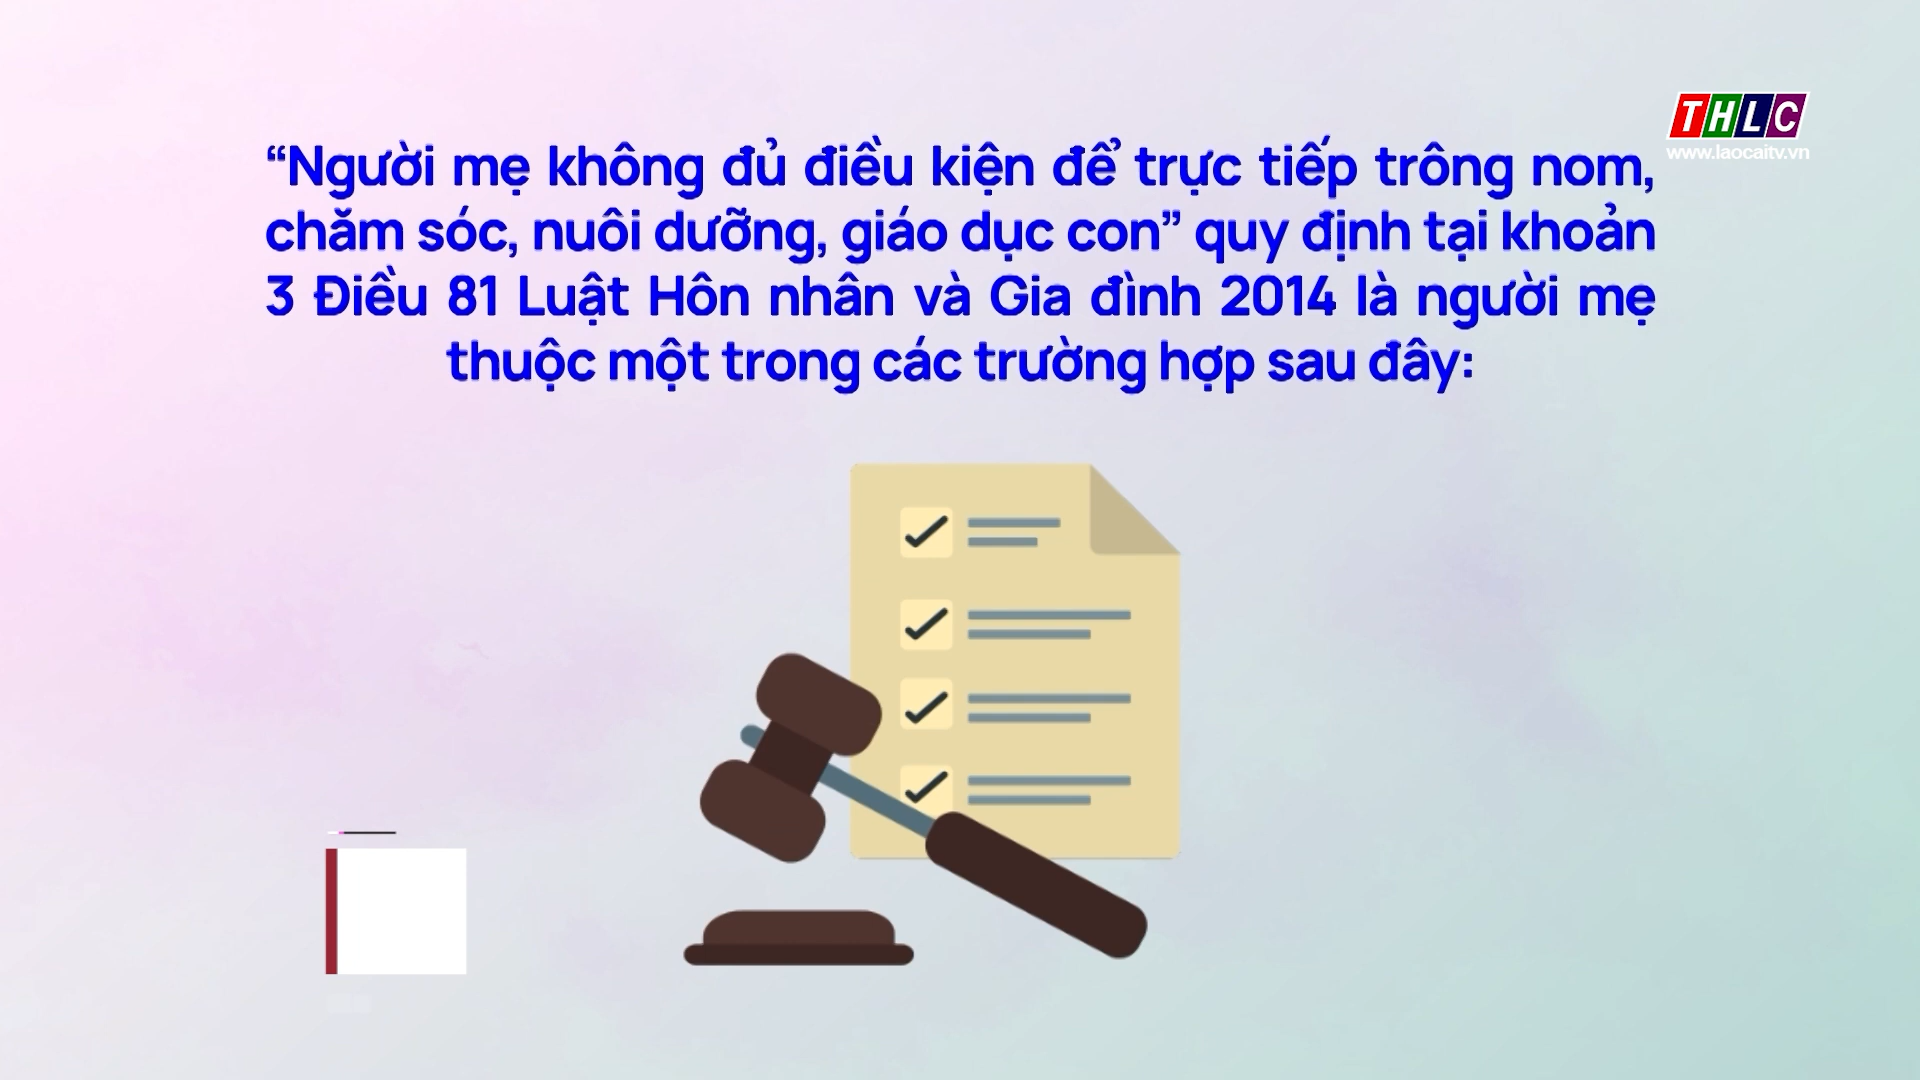 THLC
www.laocaitv.vn
“Người mẹ không đủ điều kiện để trực tiếp trông nom,
chăm sóc, nuôi dưỡng, giáo dục con” quy định tại khoản
3 Điều 81 Luật Hôn nhân và Gia đình 2014 là người mẹ
thuộc một trong các trường hợp sau đây: